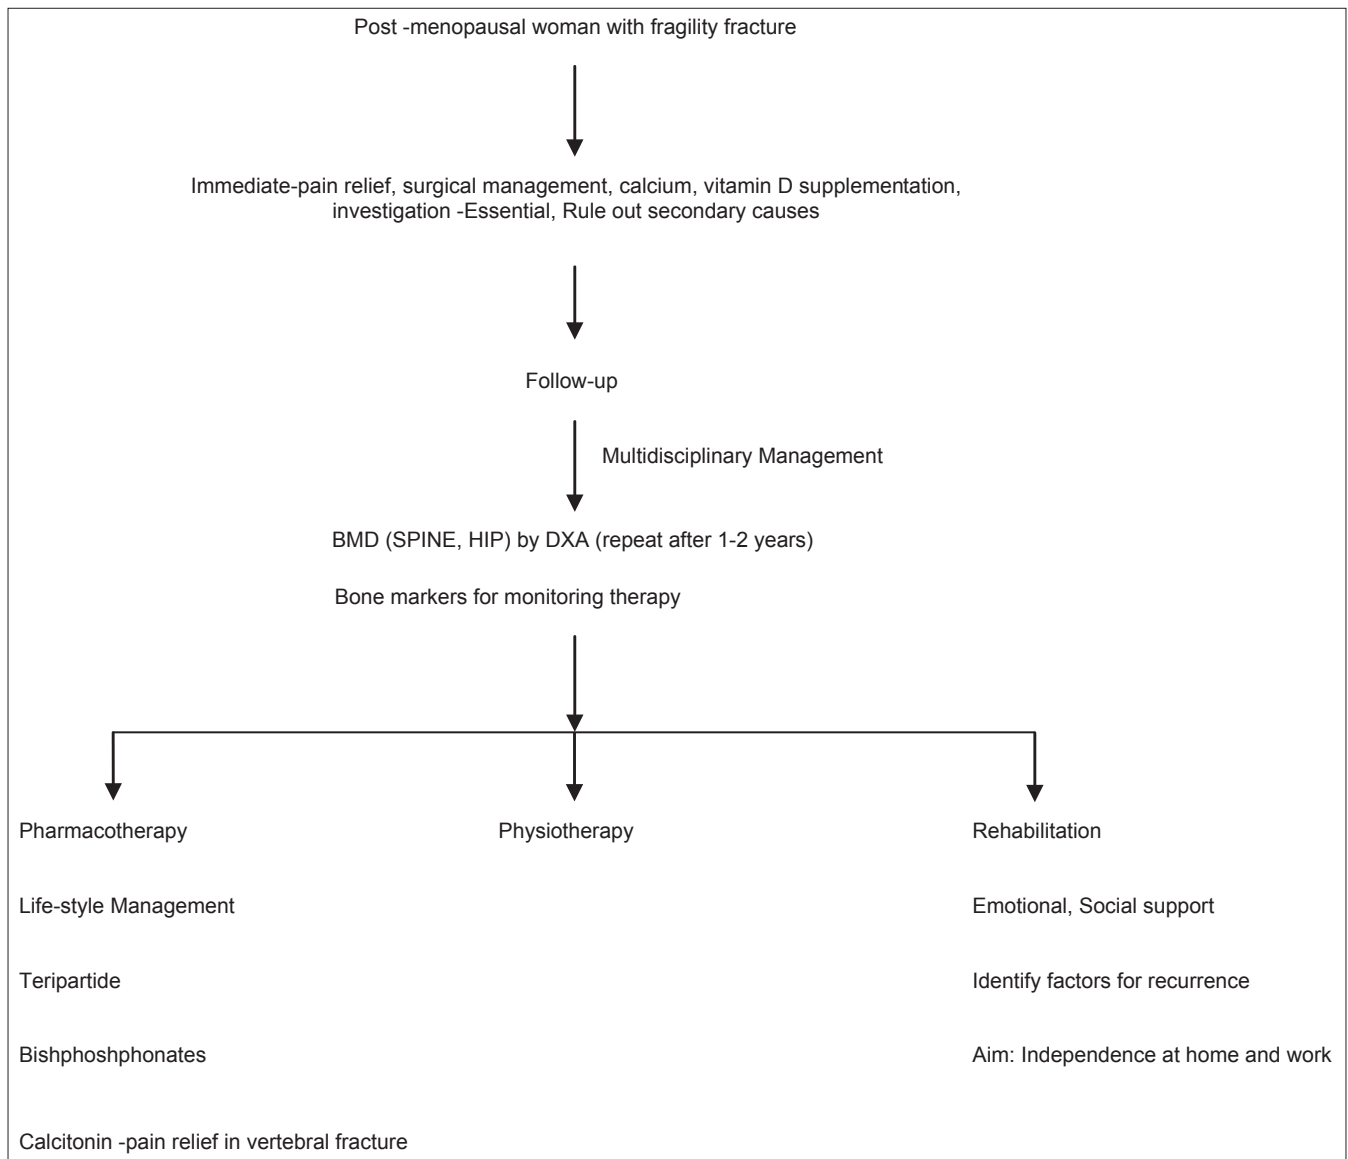 Post -menopausal woman with fragility fracture
Immediate-pain relief, surgical management, calcium, vitamin D supplementation,
investigation -Essential, Rule out secondary causes
Follow-up
Multidisciplinary Management
BMD (SPINE, HIP) by DXA (repeat after 1-2 years)
Bone markers for monitoring therapy
Pharmacotherapy
Physiotherapy
Rehabilitation
Life-style Management
Emotional, Social support
Teripartide
Identify factors for recurrence
Bishphoshphonates
Aim: Independence at home and work
Calcitonin -pain relief in vertebral fracture